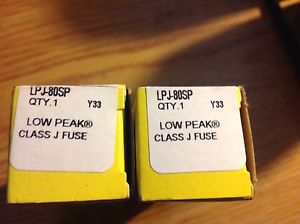 LPJ-80SP
QTY.1 Y33
LOW PEAK®
CLASS J FUSE
LPJ-80SP
QTY.1 Y33
LOW PEAK®
CLASS J FUSE